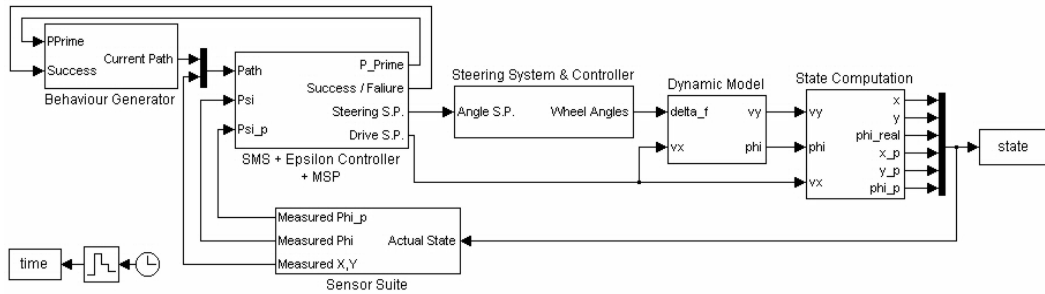 PPrime
Success
Current Path
Behaviour Generator
Path
Psi
Psi_p
P_Prime
Success / Faliure
Steering S.P.
Drive S.P.
SMS + Epsilon Controller
+ MSP
Steering System & Controller
Angle S.P.
Wheel Angles
Dynamic Model
delta_f
vx
vy
phi
State Computation
vy
phi
vx
x
y
phi_real
x_p
y_p
phi_p
state
Measured Phi_p
Measured Phi
Measured X,Y
Actual State
Sensor Suite
time